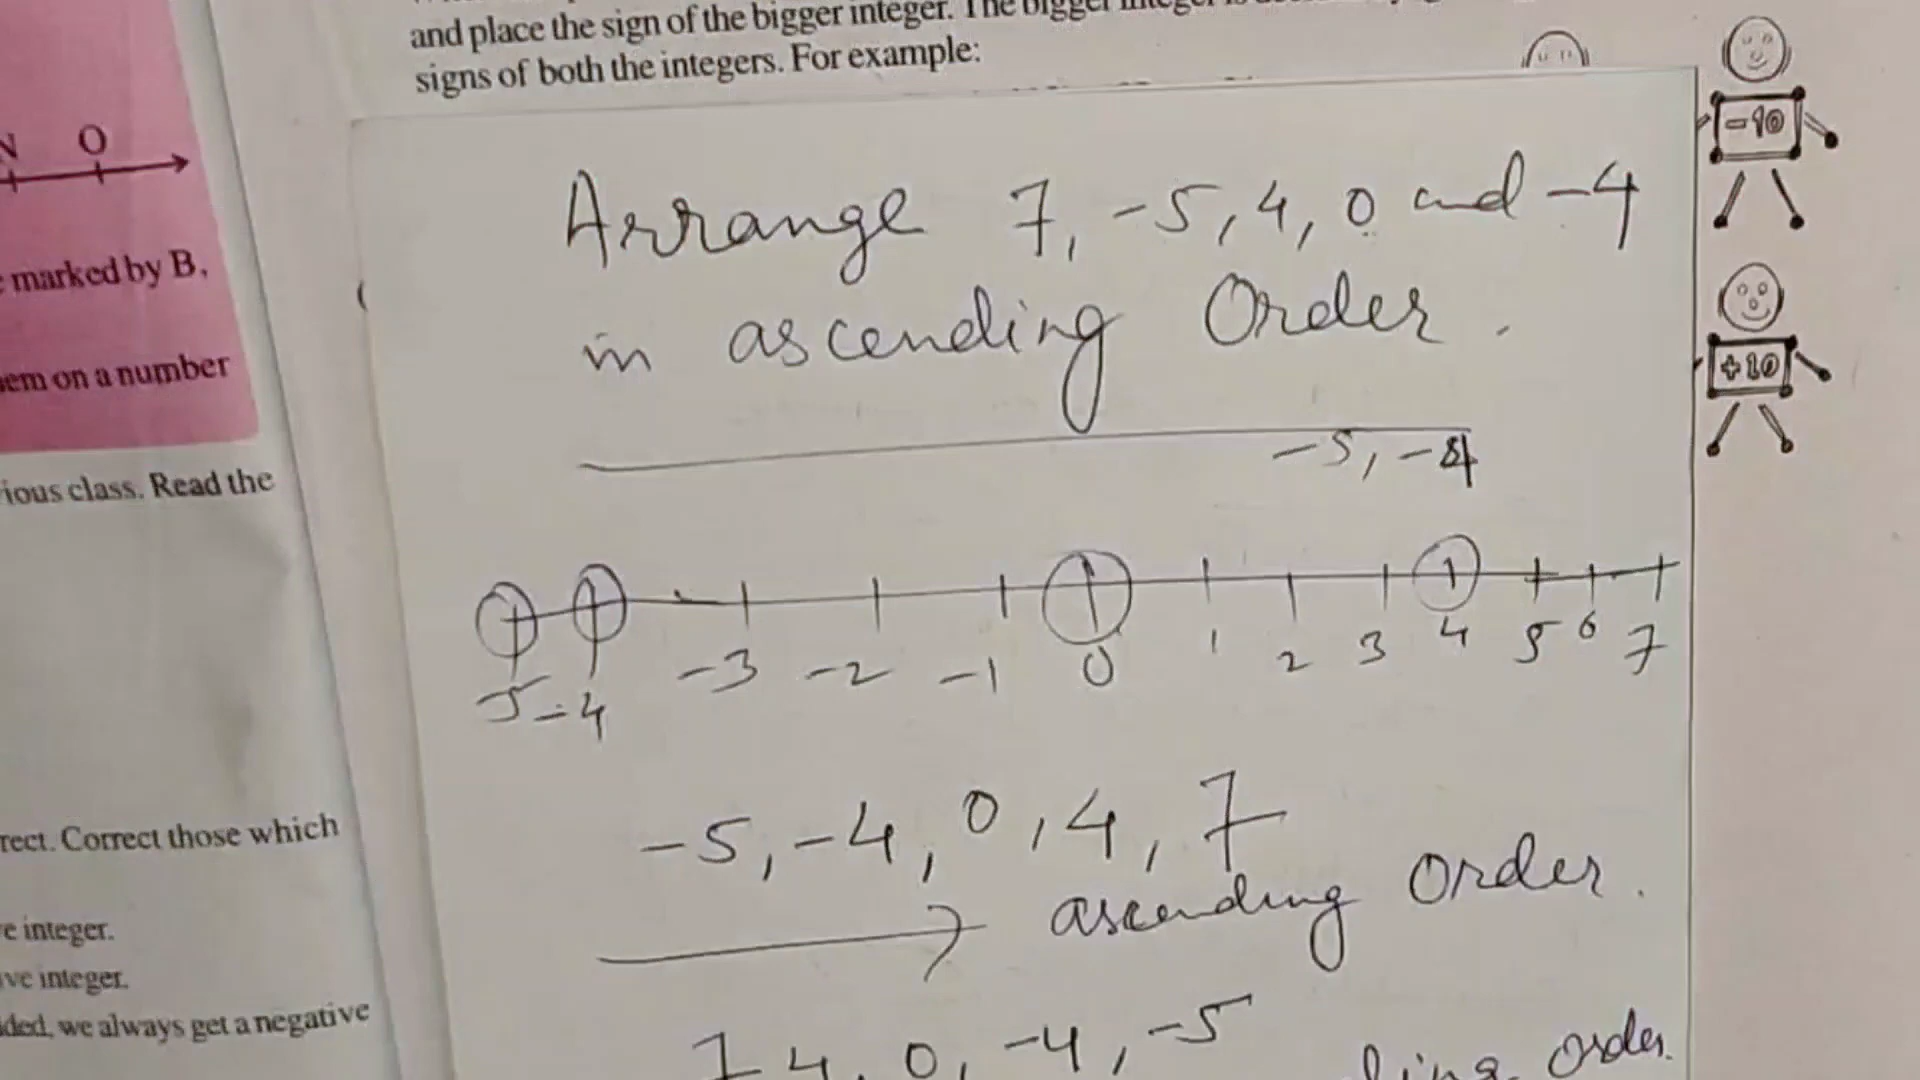 and place the sign of the bigger integer. The bigger integer is
signs of both the integers. For example:
N O
marked by B,
em on a number
ious class. Read the
rect. Correct those which
e integer.
ve integer.
ded, we always get a negative
-10
+10
Arrange 7, -5, 4, 0 and -4
in ascending Order.
-5, -4
-5 -4 -3 -2 -1 0 1 2 3 4 5 6 7
-5, -4, 0, 4, 7
ascending Order.
7 4, 0, -4, -5
ding Order.